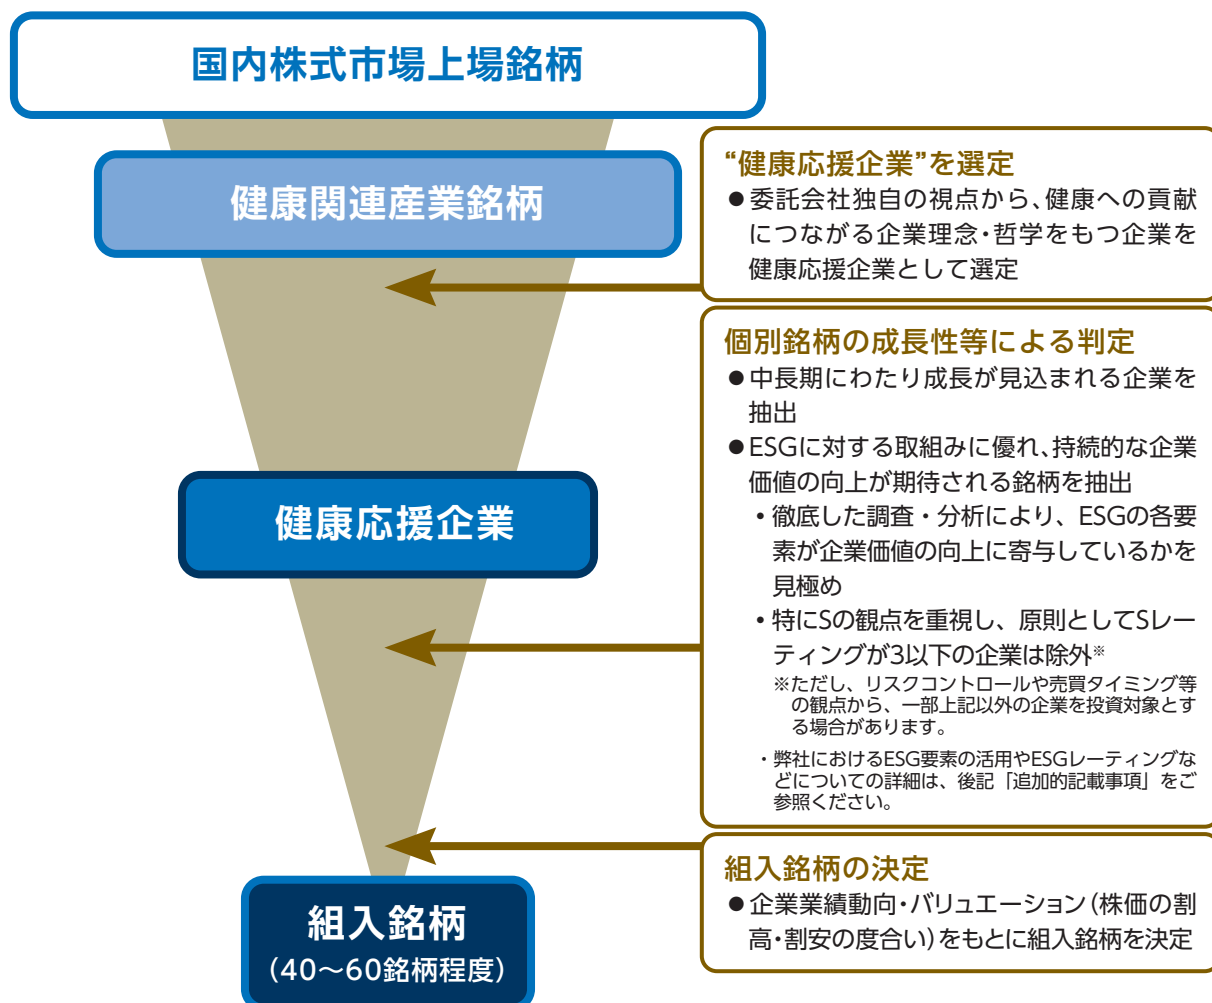 国内株式市場上場銘柄
健康関連産業銘柄
“健康応援企業”を選定
●委託会社独自の視点から、健康への貢献
につながる企業理念・哲学をもつ企業を
健康応援企業として選定
個別銘柄の成長性等による判定
●中長期にわたり成長が見込まれる企業を
抽出
●ESGに対する取組みに優れ、持続的な企業
価値の向上が期待される銘柄を抽出
・徹底した調査・分析により、ESGの各要
素が企業価値の向上に寄与しているかを
見極め
・特にSの観点を重視し、原則としてSレー
ティングが3以下の企業は除外※
※ただし、リスクコントロールや売買タイミング等
の観点から、一部上記以外の企業を投資対象とす
る場合があります。
・弊社におけるESG要素の活用やESGレーティングな
どについての詳細は、後記「追加的記載事項」をご
参照ください。
健康応援企業
組入銘柄の決定
●企業業績動向・バリュエーション(株価の割
高・割安の度合い)をもとに組入銘柄を決定
組入銘柄
(40～60銘柄程度)